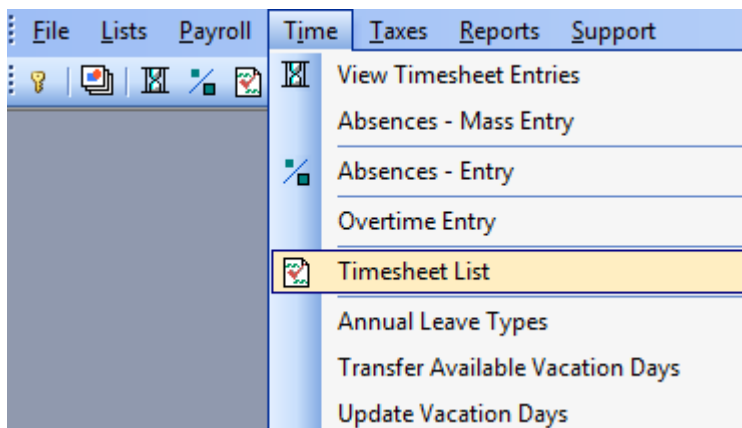 File Lists Payroll Time Taxes Reports Support
View Timesheet Entries
Absences - Mass Entry
Absences - Entry
Overtime Entry
Timesheet List
Annual Leave Types
Transfer Available Vacation Days
Update Vacation Days